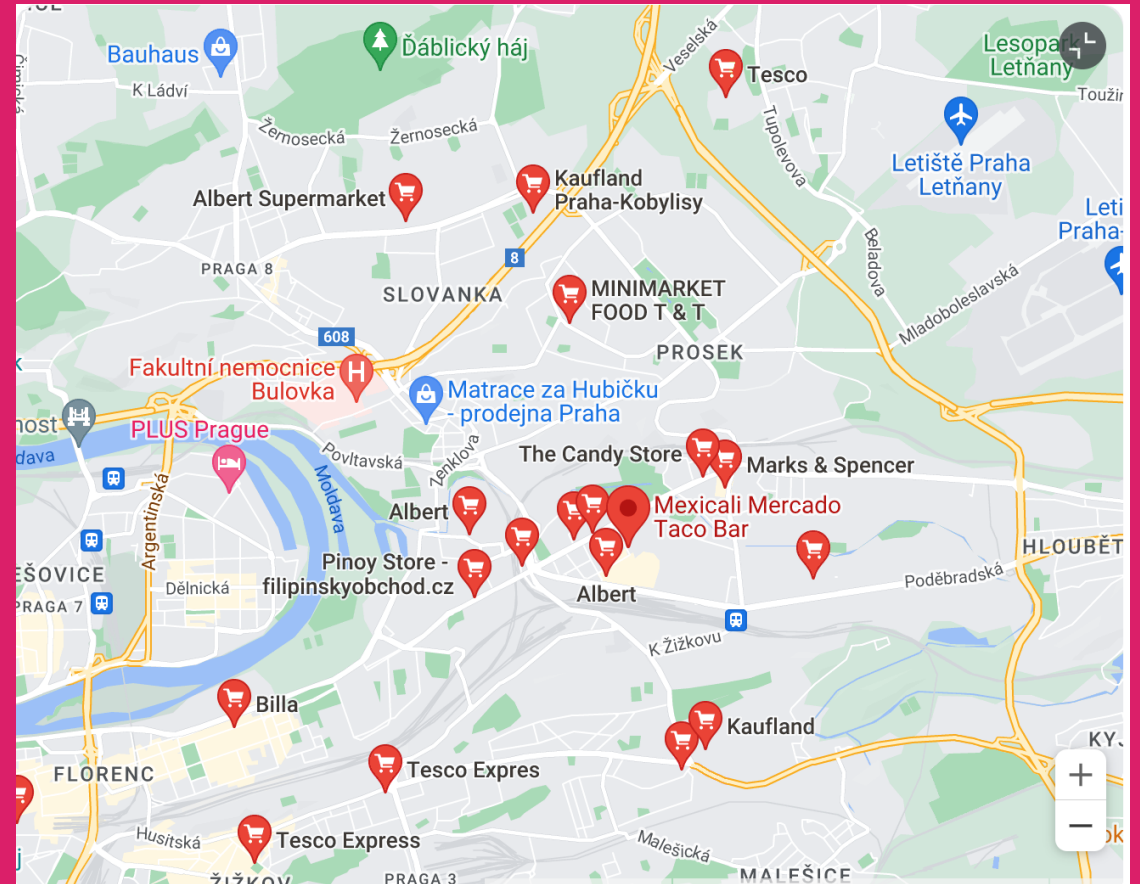 Ďáblický háj
Bauhaus
Lesopark
Letňany
Veselská
Tesco
K Ládví
Toužim
Žernosecká
Žernosecká
Tupolevova
Letiště Praha
Letňany
Kaufland
Praha-Kobylisy
Albert Supermarket
Leti
Praha-
Beladova
8
PRAGA 8
SLOVANKA
MINIMARKET
FOOD T & T
Mladoboleslavská
608
PROSEK
Fakultní nemocnice
Bulovka
H
Matrace za Hubičku
- prodejna Praha
nost
PLUS Prague
dava
Povltavská
Zenklova
The Candy Store
Marks & Spencer
Argentinská
Moldava
Albert
Mexicali Mercado
Taco Bar
HLOUBĚT
Pinoy Store -
filipinskyobchod.cz
EŠOVICE
Dělnická
PRAGA 7
Albert
Poděbradská
K Žižkovu
Billa
Kaufland
KYJ
FLORENC
Tesco Expres
Husitská
Tesco Express
Malešická
ŽIŽKOV
PRAGA 3
MALEŠICE